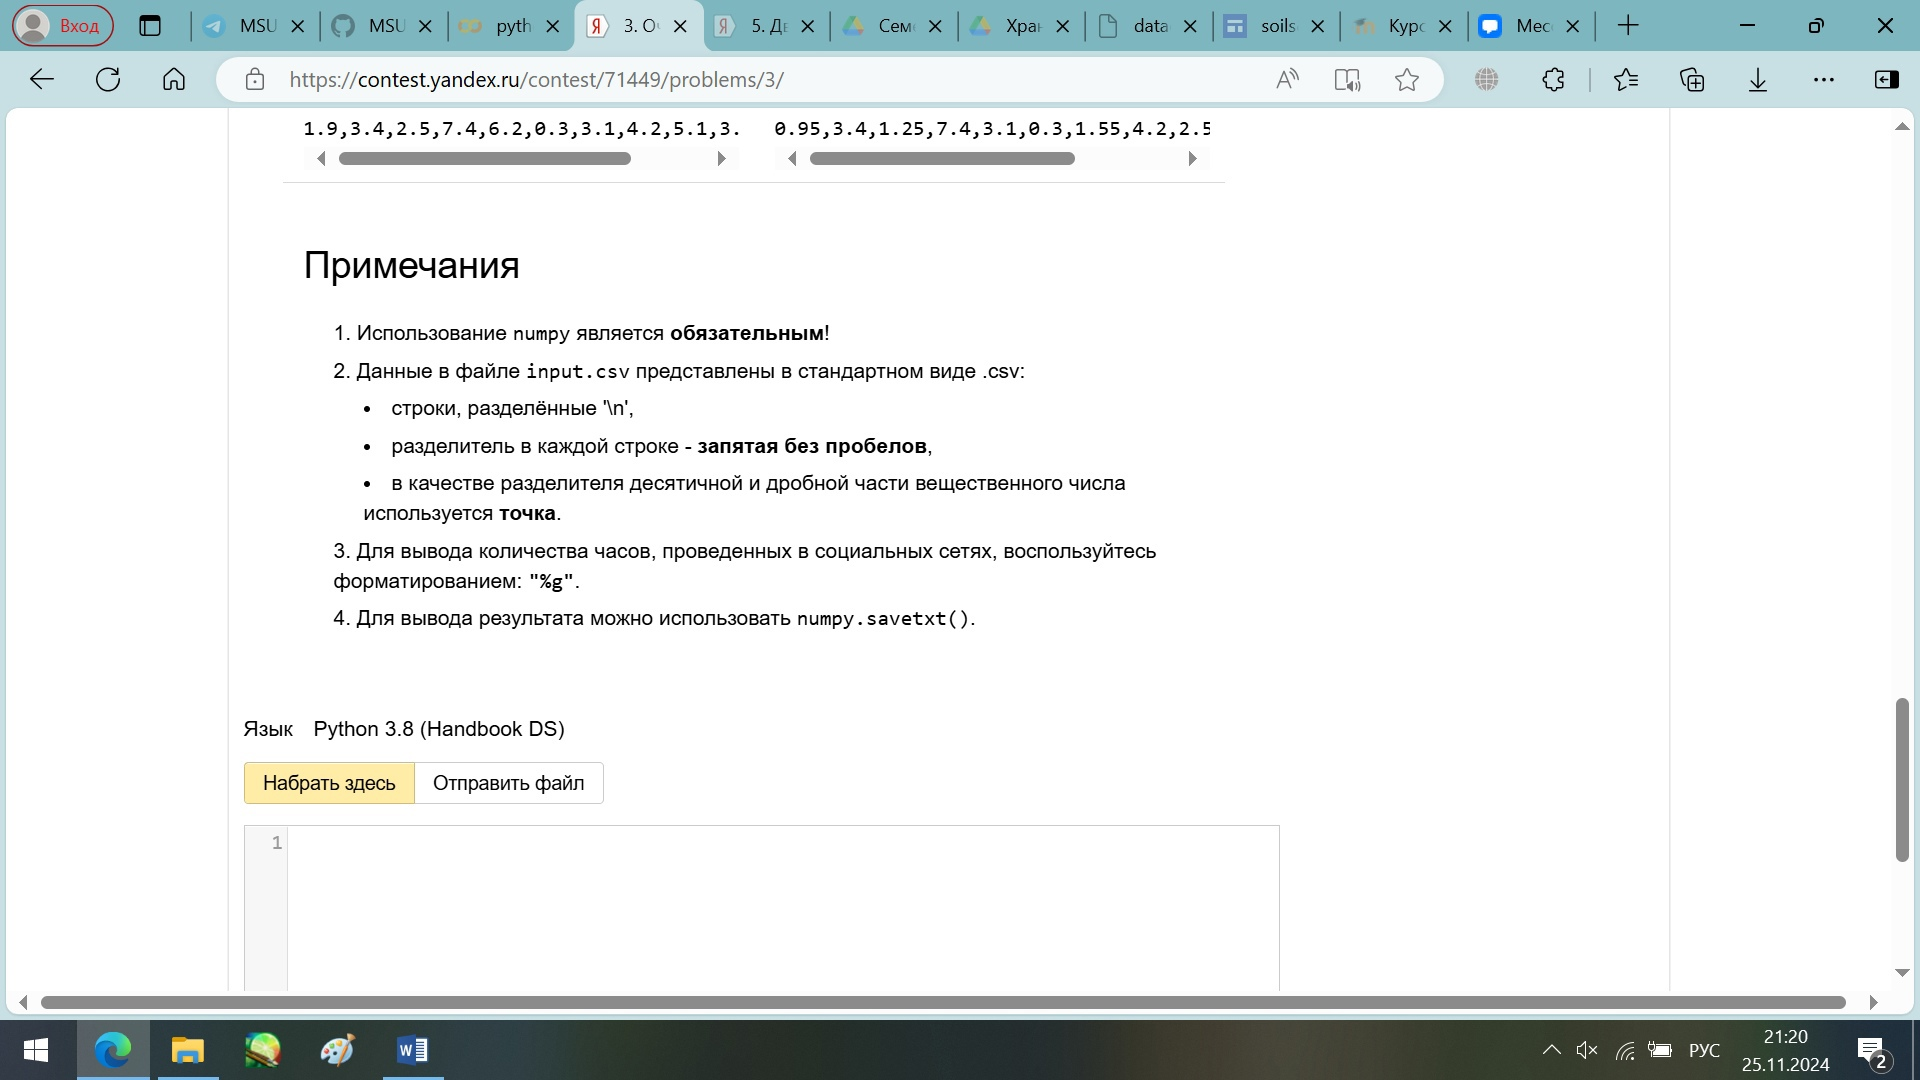 Вход
MSU
MSU
pyth
3. О
5. Д
Сем
Хран
data
soils
Курс
Мес
https://contest.yandex.ru/contest/71449/problems/3/
1.9,3.4,2.5,7.4,6.2,0.3,3.1,4.2,5.1,3.
0.95,3.4,1.25,7.4,3.1,0.3,1.55,4.2,2.5
Примечания
1. Использование numpy является обязательным!
2. Данные в файле input.csv представлены в стандартном виде .csv:
• строки, разделённые '\n',
• разделитель в каждой строке - запятая без пробелов,
• в качестве разделителя десятичной и дробной части вещественного числа
используется точка.
3. Для вывода количества часов, проведенных в социальных сетях, воспользуйтесь
форматированием: "%g".
4. Для вывода результата можно использовать numpy.savetxt().
Язык Python 3.8 (Handbook DS)
Набрать здесь
Отправить файл
1
РУС
21:20
25.11.2024
2